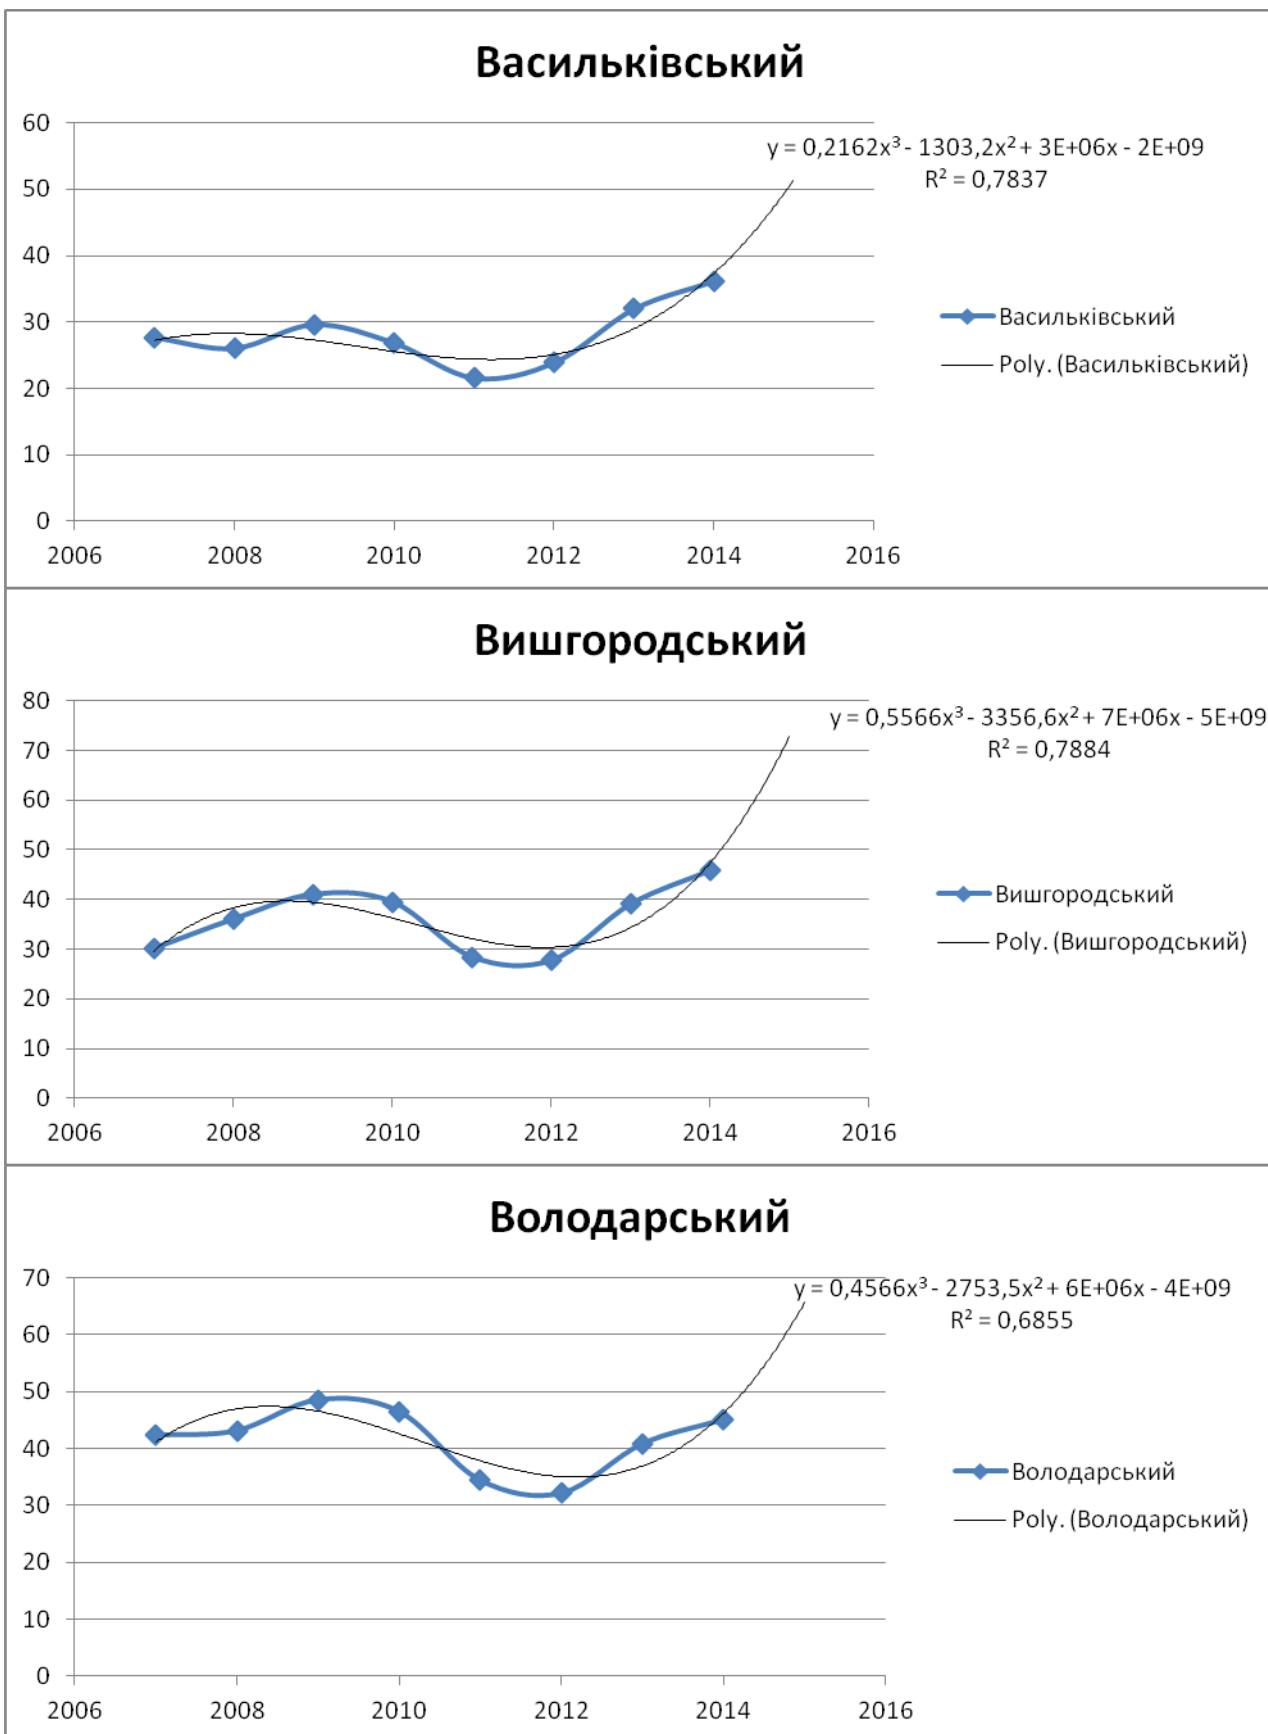 Васильківський
60
y = 0,2162x³ - 1303,2x² + 3E+06x - 2E+09
R² = 0,7837
50
40
30
Васильківський
Poly. (Васильківський)
20
10
0
2006 2008 2010 2012 2014 2016
Вишгородський
80
y = 0,5566x³ - 3356,6x² + 7E+06x - 5E+09
R² = 0,7884
70
60
50
40
Вишгородський
30
Poly. (Вишгородський)
20
10
0
2006 2008 2010 2012 2014 2016
Володарський
70
y = 0,4566x³ - 2753,5x² + 6E+06x - 4E+09
R² = 0,6855
60
50
40
Володарський
30
Poly. (Володарський)
20
10
0
2006 2008 2010 2012 2014 2016